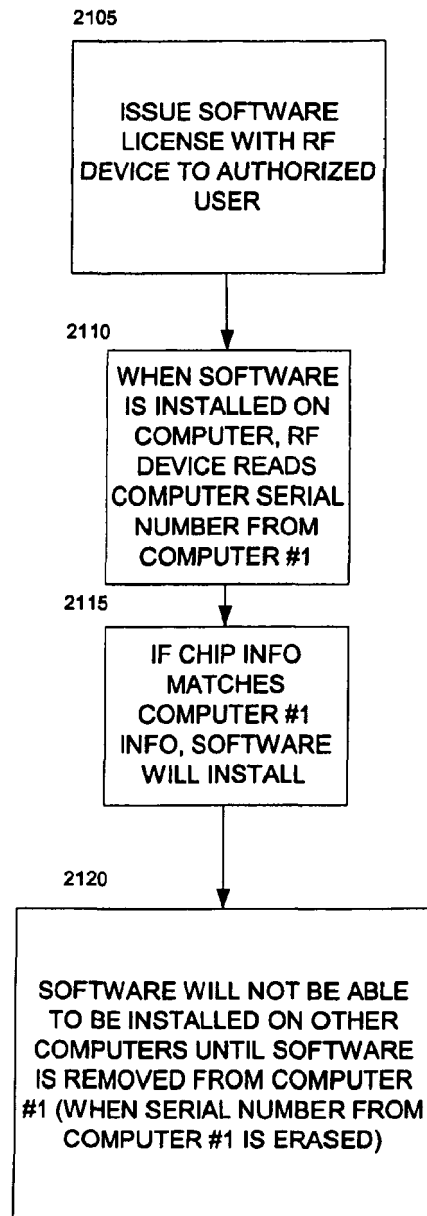 2105
ISSUE SOFTWARE
LICENSE WITH RF
DEVICE TO AUTHORIZED
USER
2110
WHEN SOFTWARE
IS INSTALLED ON
COMPUTER, RF
DEVICE READS
COMPUTER SERIAL
NUMBER FROM
COMPUTER #1
2115
IF CHIP INFO
MATCHES
COMPUTER #1
INFO, SOFTWARE
WILL INSTALL
2120
SOFTWARE WILL NOT BE ABLE
TO BE INSTALLED ON OTHER
COMPUTERS UNTIL SOFTWARE
IS REMOVED FROM COMPUTER
#1 (WHEN SERIAL NUMBER FROM
COMPUTER #1 IS ERASED)